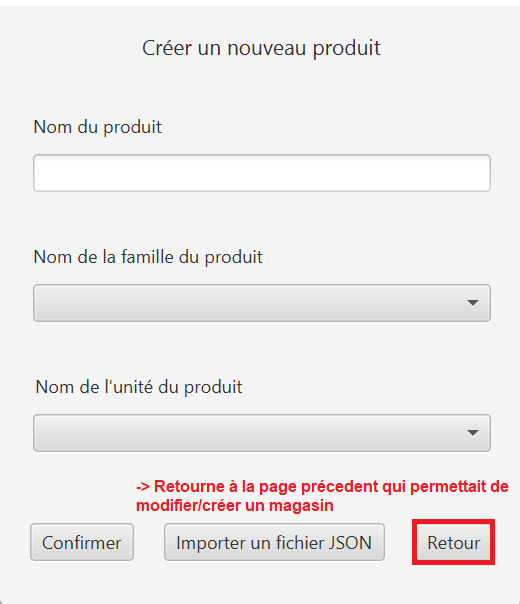 Créer un nouveau produit
Nom du produit
Nom de la famille du produit
Nom de l'unité du produit
-> Retourne à la page précedent qui permettait de
modifier/créer un magasin
Confirmer
Importer un fichier JSON
Retour